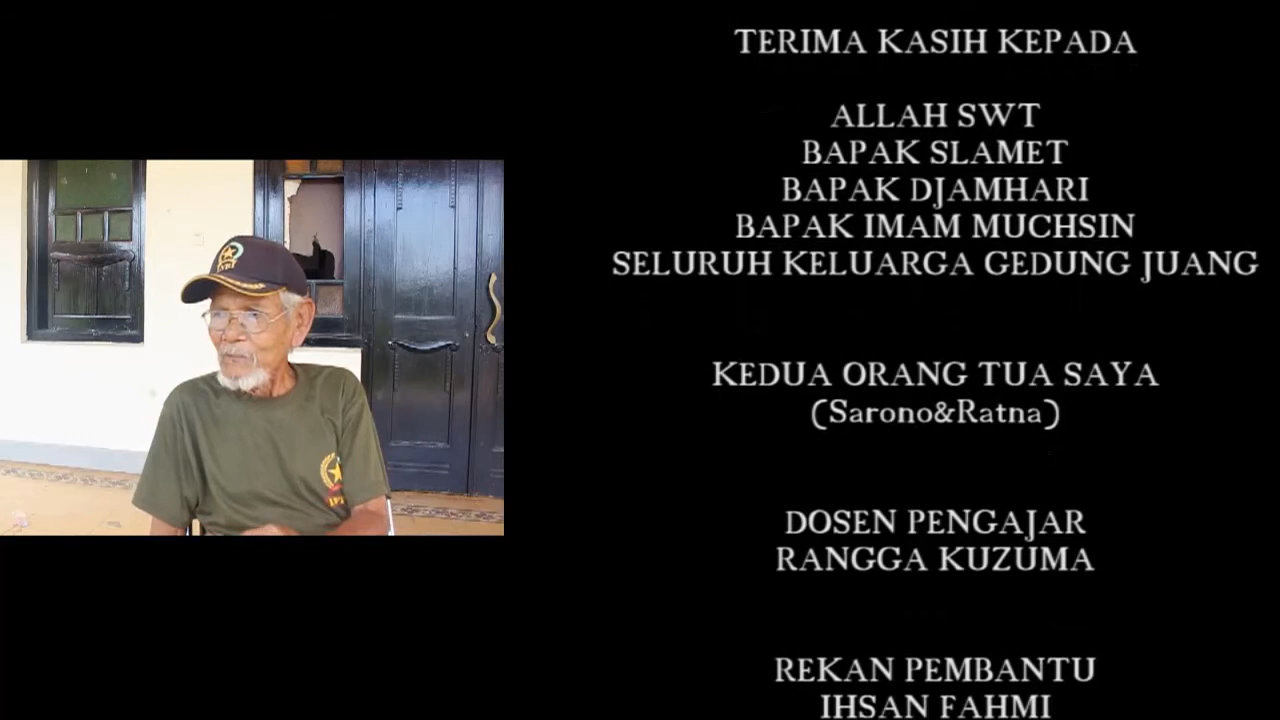 TERIMA KASIH KEPADA
ALLAH SWT
BAPAK SLAMET
BAPAK DJAMHARI
BAPAK IMAM MUCHSIN
SELURUH KELUARGA GEDUNG JUANG
KEDUA ORANG TUA SAYA
(Sarono&Ratna)
DOSEN PENGAJAR
RANGGA KUZUMA
REKAN PEMBANTU
IHSAN FAHMI
LVRI